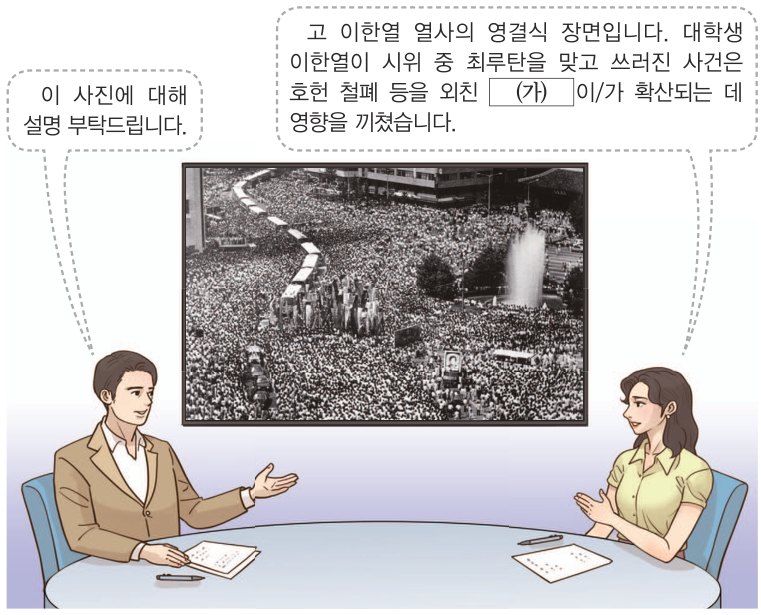 이 사진에 대해
설명 부탁드립니다.
고 이한열 열사의 영결식 장면입니다. 대학생
이한열이 시위 중 최루탄을 맞고 쓰러진 사건은
호헌 철폐 등을 외친 (가) 이/가 확산되는 데
영향을 끼쳤습니다.